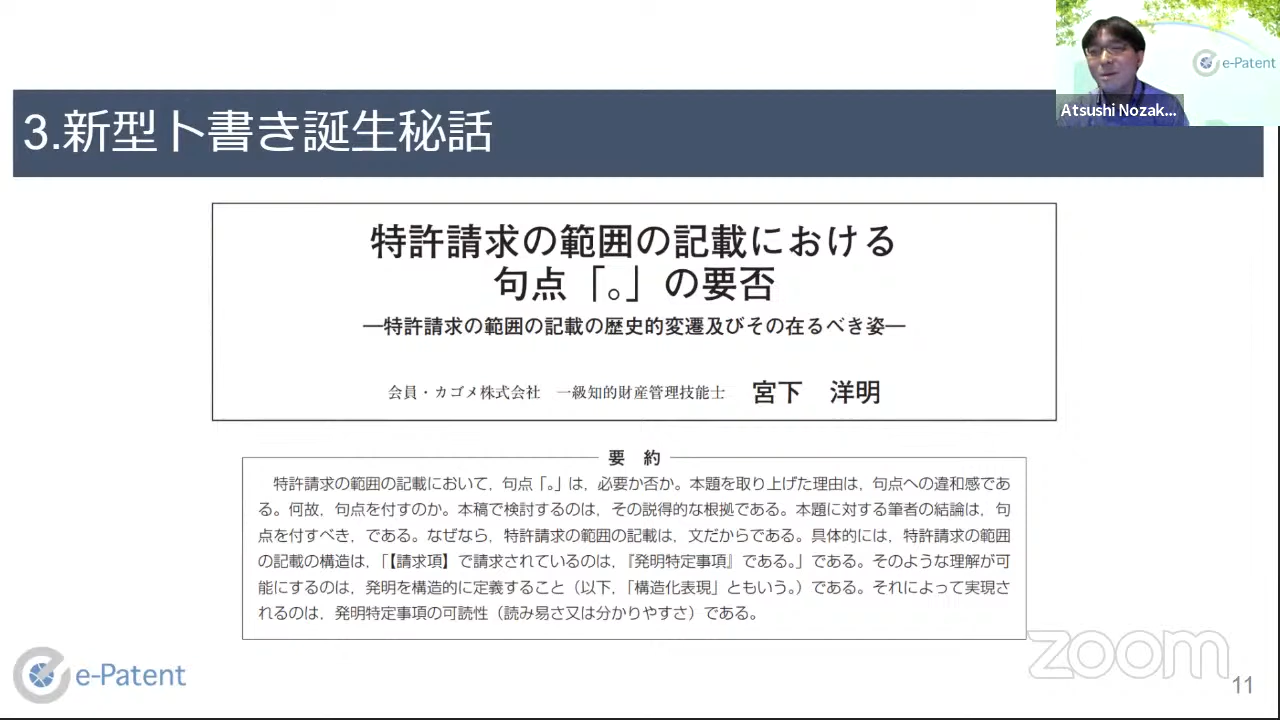 e-Patent
Atsushi Nozak...
3.新型ト書き誕生秘話
特許請求の範囲の記載における
句点「。」の要否
―特許請求の範囲の記載の歴史的変遷及びその在るべき姿―
会員・カゴメ株式会社 一級知的財産管理技能士 宮下 洋明
要 約
特許請求の範囲の記載において，句点「。」は，必要か否か。本題を取り上げた理由は，句点への違和感であ
る。何故，句点を付すのか。本稿で検討するのは，その説得的な根拠である。本題に対する筆者の結論は，句
点を付すべき，である。なぜなら，特許請求の範囲の記載は，文だからである。具体的には，特許請求の範囲
の記載の構造は，「【請求項】で請求されているのは，『発明特定事項』である。」である。そのような理解が可
能にするのは，発明を構造的に定義すること（以下，「構造化表現」ともいう。）である。それによって実現さ
れるのは，発明特定事項の可読性（読み易さ又は分かりやすさ）である。
e-Patent
zoom
11